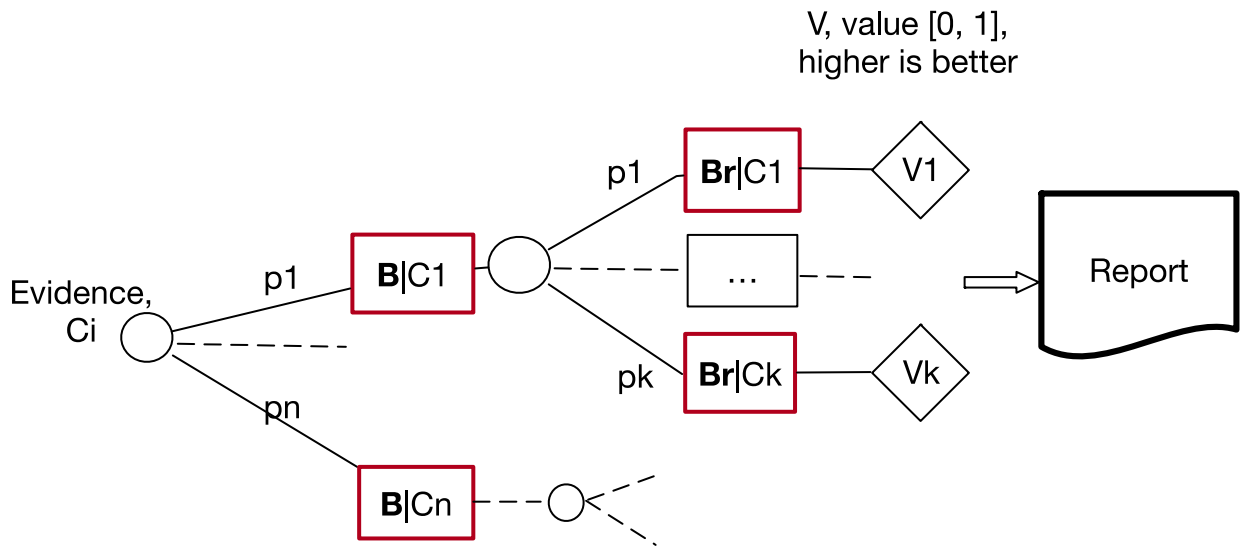 V, value [0, 1],
higher is better
p1
Br|C1
V1
p1
B|C1
...
Report
Evidence,
Ci
pk
Br|Ck
Vk
pn
B|Cn